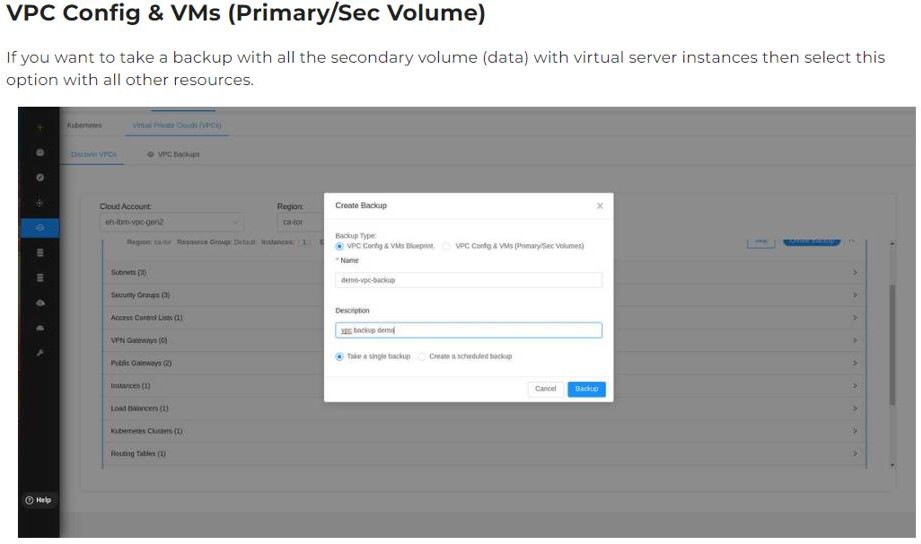 VPC Config & VMs (Primary/Sec Volume)
If you want to take a backup with all the secondary volume (data) with virtual server instances then select this
option with all other resources.
Kubernetes Virtual Private Clouds (VPCs)
Discover VPCs VPC Backups
Cloud Account: Region:
eh-ibm-vpc-gen2 ca-tor
Region: ca-tor Resource Group: Default Instances: 1
Subnets (3)
Security Groups (3)
Access Control Lists (1)
VPN Gateways (0)
Public Gateways (2)
Instances (1)
Load Balancers (1)
Kubernetes Clusters (1)
Routing Tables (1)
Help
Create Backup
Backup Type:
VPC Config & VMs Blueprint VPC Config & VMs (Primary/Sec Volumes)
* Name
demo-vpc-backup
Description
vpc backup demo
Take a single backup Create a scheduled backup
Cancel Backup